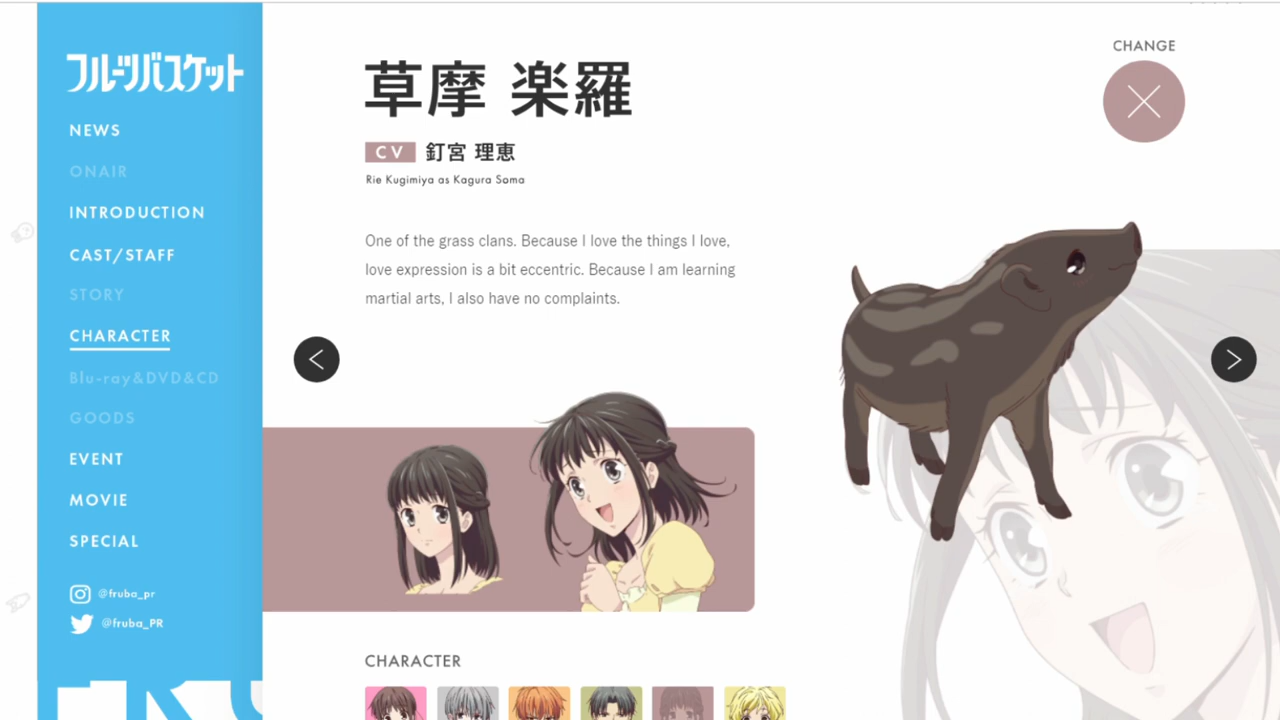 フルーツバスケット
NEWS
ONAIR
INTRODUCTION
CAST/STAFF
STORY
CHARACTER
Blu-ray&DVD&CD
GOODS
EVENT
MOVIE
SPECIAL
@fruba_pr
@fruba_PR
草摩 楽羅
CV 釘宮 理恵
Rie Kugimiya as Kagura Soma
One of the grass clans. Because I love the things I love,
love expression is a bit eccentric. Because I am learning
martial arts, I also have no complaints.
CHANGE
CHARACTER